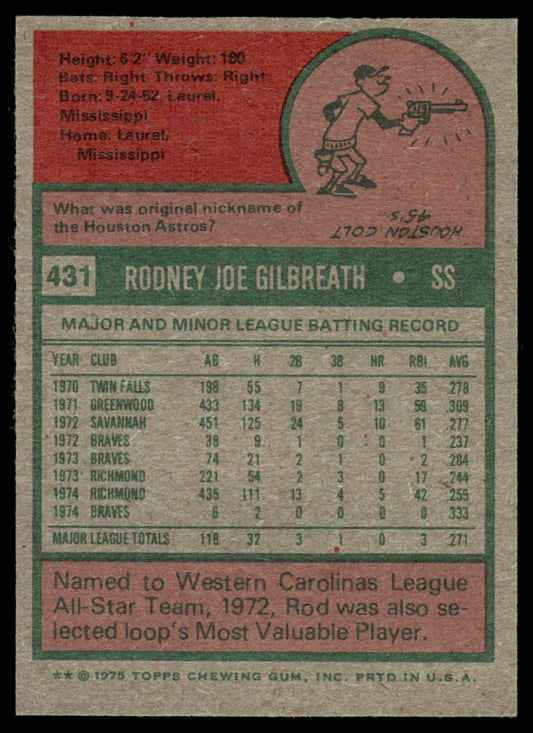 Height: 6'2" Weight: 180
Bats: Right Throws: Right
Born: 9-24-52, Laurel,
Mississippi
Home: Laurel,
Mississippi
What was original nickname of
the Houston Astros?
HOUSTON COLT
45's
431 RODNEY JOE GILBREATH • SS
MAJOR AND MINOR LEAGUE BATTING RECORD
YEAR CLUB AB H 2B 3B HR RBI AVG
1970 TWIN FALLS 198 55 7 1 9 35 .278
1971 GREENWOOD 433 134 19 8 13 59 .309
1972 SAVANNAH 451 125 24 5 10 61 .277
1972 BRAVES 38 9 1 0 0 1 .237
1973 BRAVES 74 21 2 1 0 2 .284
1973 RICHMOND 221 54 2 3 0 17 .244
1974 RICHMOND 435 111 13 4 5 42 .255
1974 BRAVES 6 2 0 0 0 0 .333
MAJOR LEAGUE TOTALS 118 32 3 1 0 3 .271
Named to Western Carolinas League
All-Star Team, 1972, Rod was also se-
lected loop's Most Valuable Player.
** © 1975 TOPPS CHEWING GUM, INC. PRTD IN U.S.A.